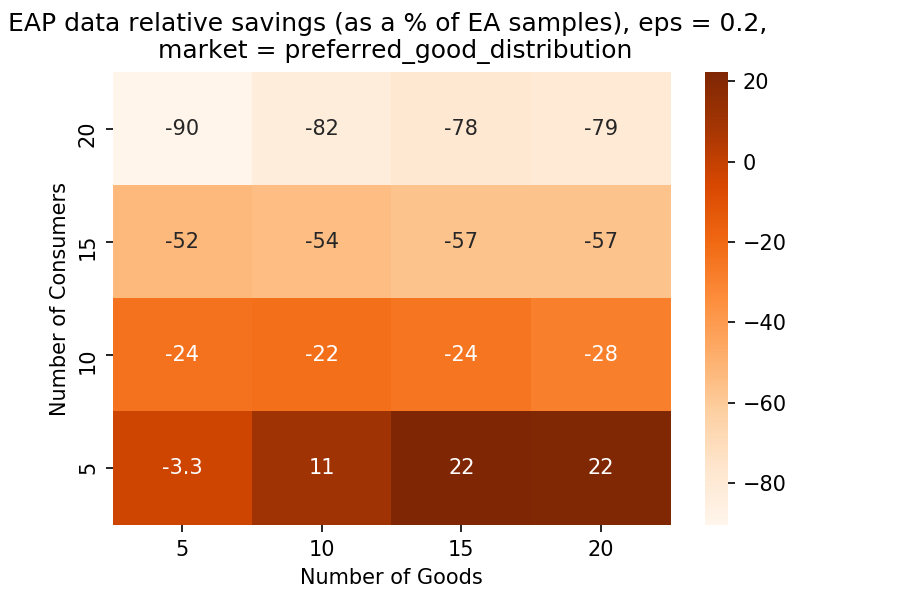 EAP data relative savings (as a % of EA samples), eps = 0.2,
market = preferred_good_distribution
Number of Consumers
20
15
10
5
-90 -82 -78 -79
-52 -54 -57 -57
-24 -22 -24 -28
-3.3 11 22 22
5 10 15 20
Number of Goods
20
0
−20
−40
−60
−80